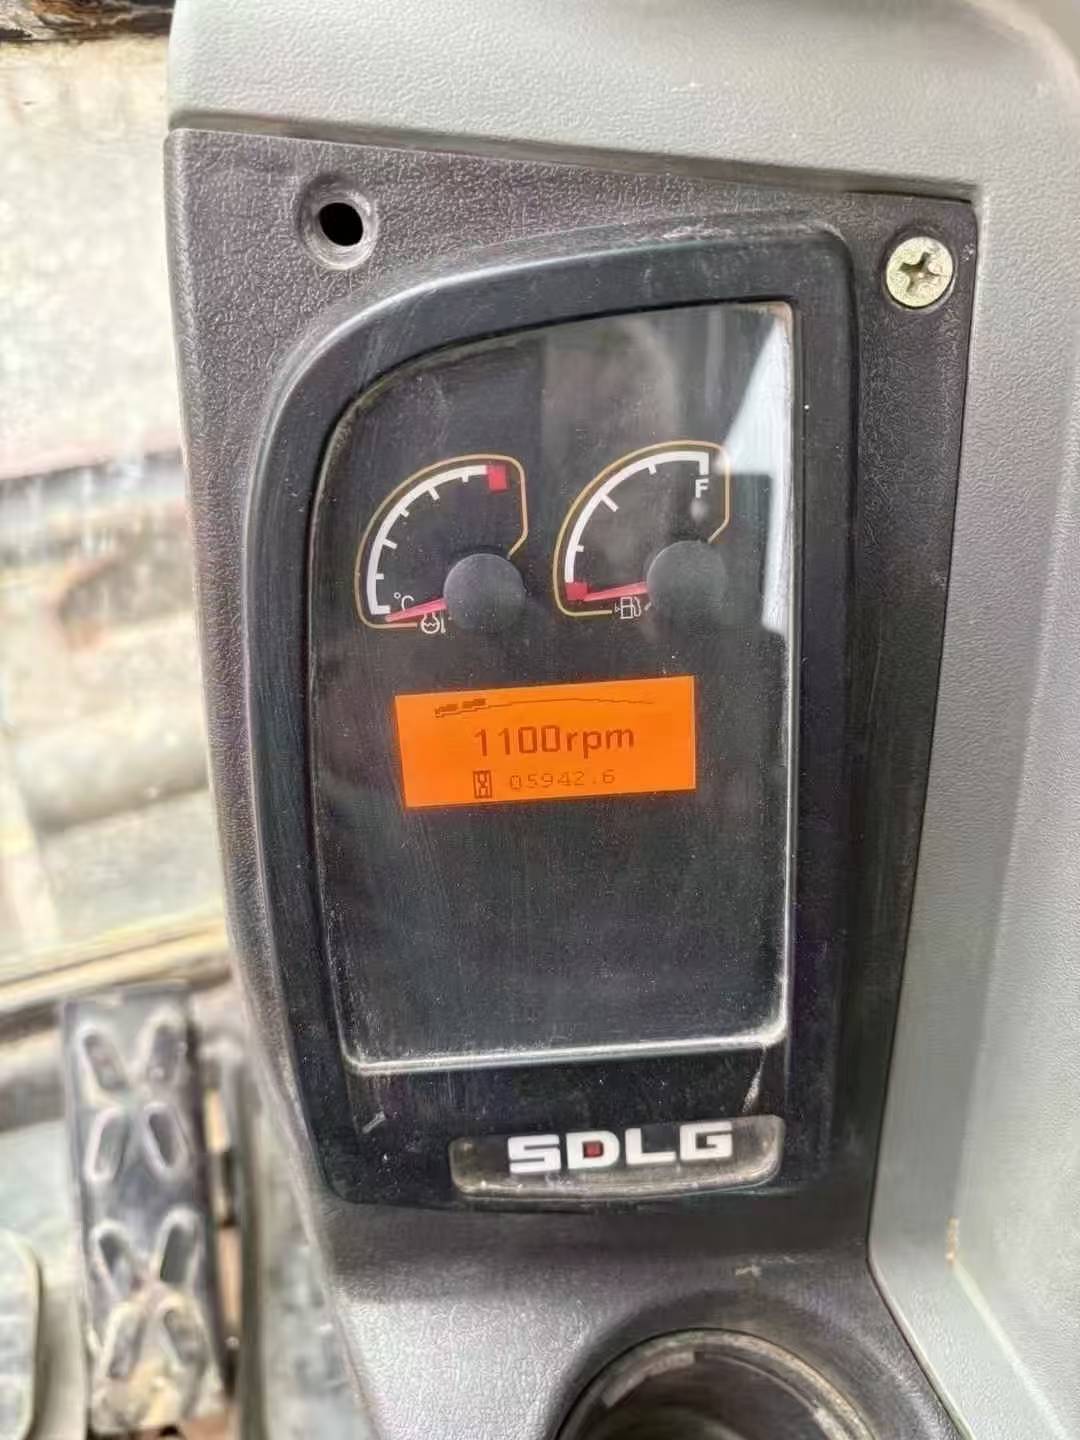 °C
F
1100rpm
05942.6
SDLG